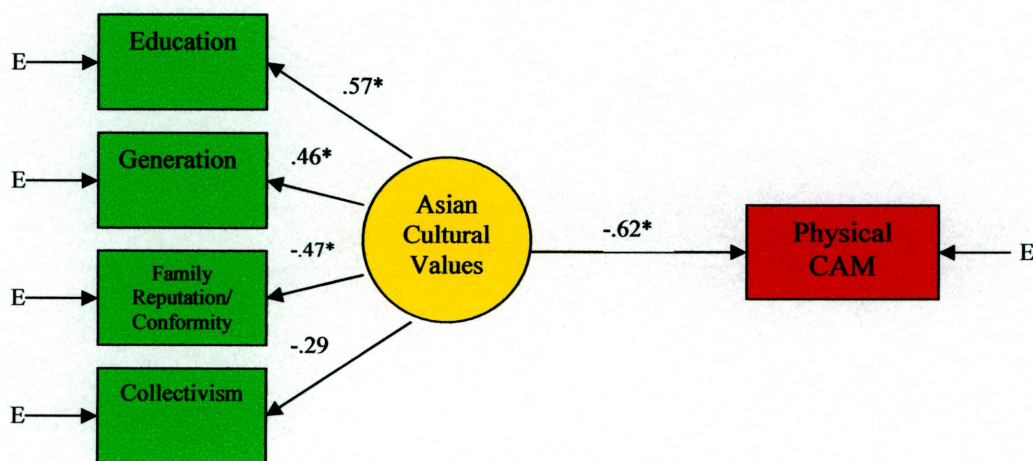 Education
E
.57*
Generation
E
.46*
Asian
Cultural
Values
-.62*
Physical
CAM
E
Family
Reputation/
Conformity
E
-.47*
Collectivism
E
-.29